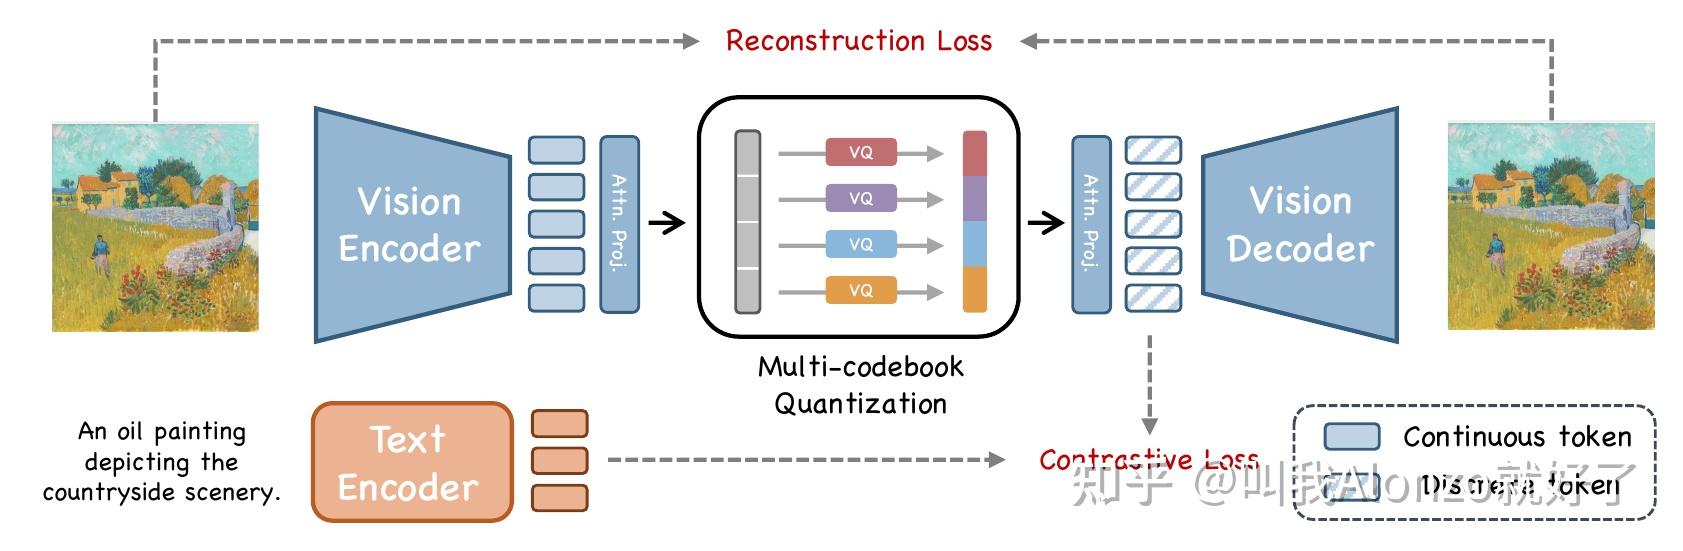 Reconstruction Loss
Vision
Encoder
Attn. Proj.
VQ
VQ
VQ
VQ
Attn. Proj.
Vision
Decoder
Multi-codebook
Quantization
An oil painting
depicting the
countryside scenery.
Text
Encoder
Contrastive Loss
Continuous token
Discrete token
知乎 @叫我Alonzo就好了